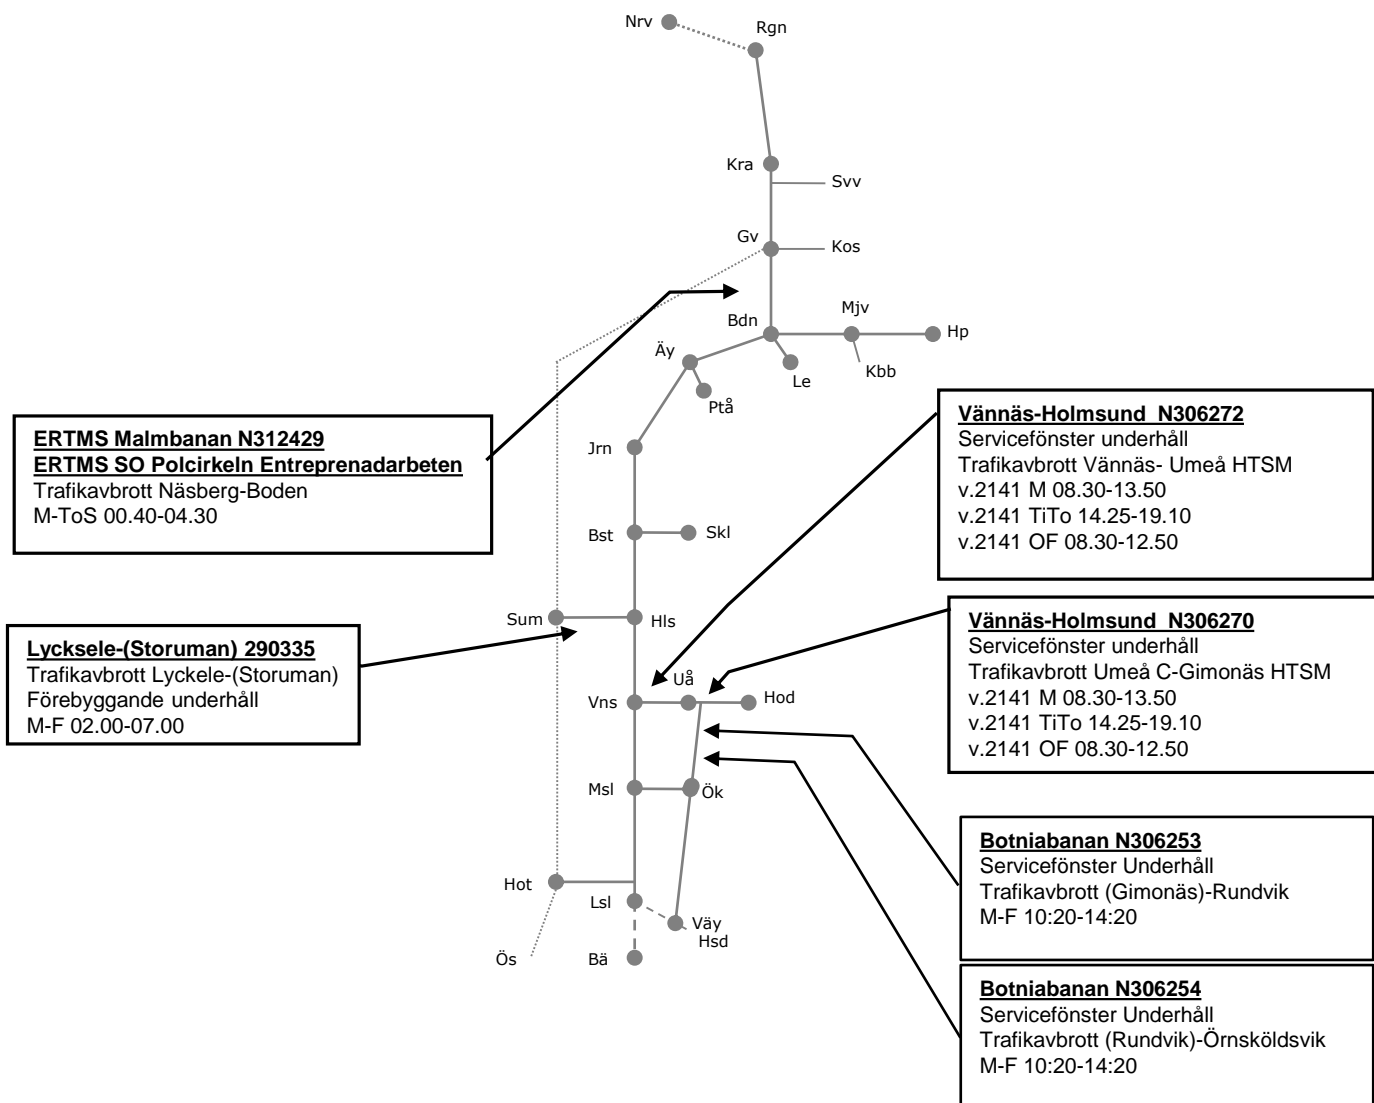 Nrv
Rgn
Kra
Svv
Gv
Kos
Bdn
Mjv
Hp
Äy
Le
Kbb
Ptå
Jrn
Bst
Skl
Sum
Hls
Uå
Vns
Hod
Msl
Ök
Hot
Lsl
Väy
Hsd
Ös
Bä
ERTMS Malmbanan N312429
ERTMS SO Polcirkeln Entreprenadarbeten
Trafikavbrott Näsberg-Boden
M-ToS 00.40-04.30
Lycksele-(Storuman) 290335
Trafikavbrott Lyckele-(Storuman)
Förebyggande underhåll
M-F 02.00-07.00
Vännäs-Holmsund N306272
Servicefönster underhåll
Trafikavbrott Vännäs- Umeå HTSM
v.2141 M 08.30-13.50
v.2141 TiTo 14.25-19.10
v.2141 OF 08.30-12.50
Vännäs-Holmsund N306270
Servicefönster underhåll
Trafikavbrott Umeå C-Gimonäs HTSM
v.2141 M 08.30-13.50
v.2141 TiTo 14.25-19.10
v.2141 OF 08.30-12.50
Botniabanan N306253
Servicefönster Underhåll
Trafikavbrott (Gimonäs)-Rundvik
M-F 10:20-14:20
Botniabanan N306254
Servicefönster Underhåll
Trafikavbrott (Rundvik)-Örnsköldsvik
M-F 10:20-14:20